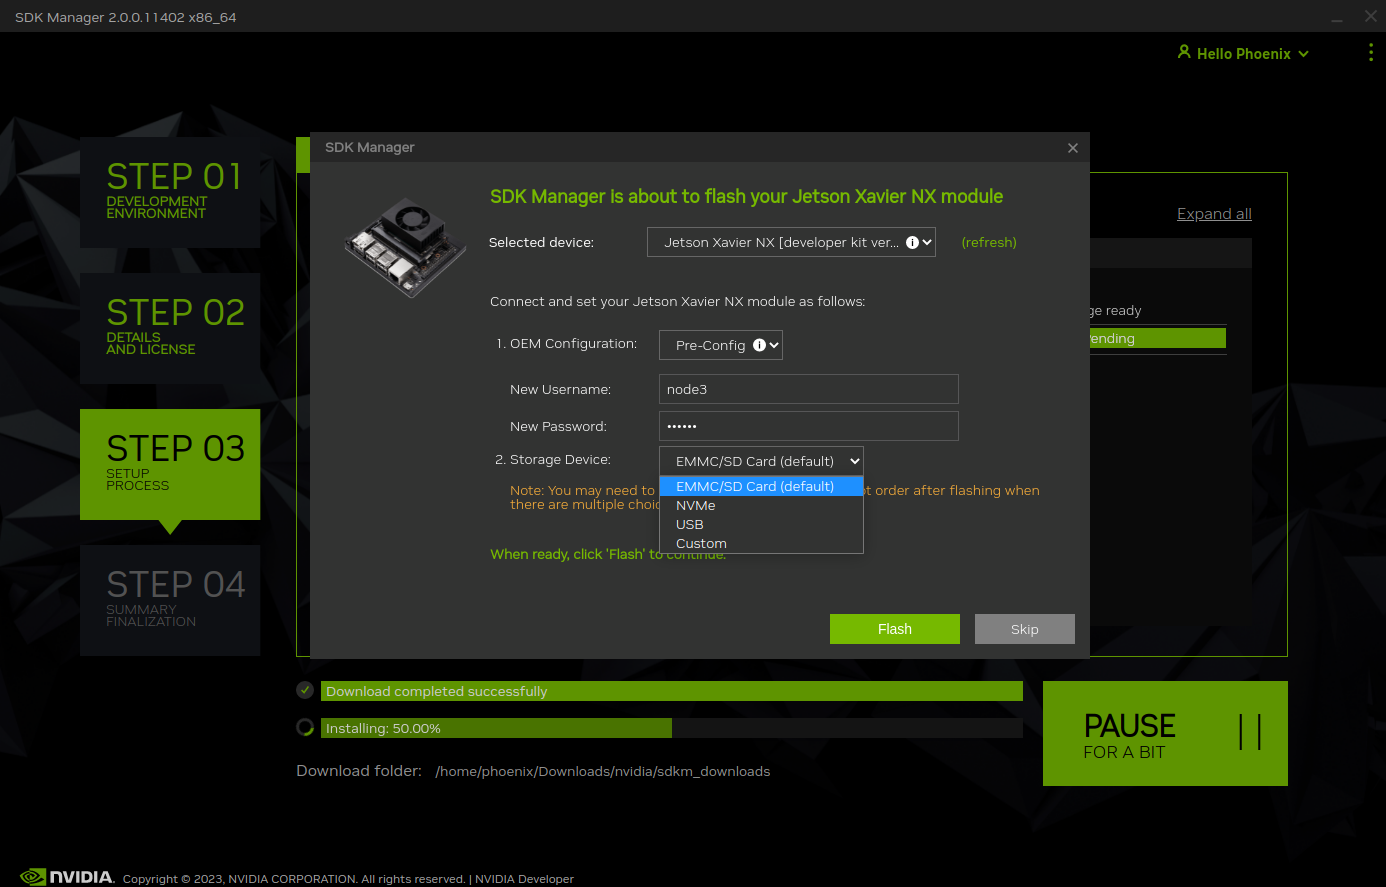 SDK Manager 2.0.0.11402 x86_64
Hello Phoenix
STEP 01
DEVELOPMENT
ENVIRONMENT
STEP 02
DETAILS
AND LICENSE
STEP 03
SETUP
PROCESS
STEP 04
SUMMARY
FINALIZATION
Expand all
ge ready
Pending
SDK Manager
SDK Manager is about to flash your Jetson Xavier NX module
Selected device: Jetson Xavier NX [developer kit ver... (refresh)
Connect and set your Jetson Xavier NX module as follows:
1. OEM Configuration: Pre-Config
New Username: node3
New Password: ••••••
2. Storage Device: EMMC/SD Card (default)
EMMC/SD Card (default)
NVMe
USB
Custom
Note: You may need to ot order after flashing when
there are multiple choic
When ready, click 'Flash' to continue.
Flash
Skip
Download completed successfully
Installing: 50.00%
Download folder: /home/phoenix/Downloads/nvidia/sdkm_downloads
PAUSE
FOR A BIT
NVIDIA. Copyright © 2023, NVIDIA CORPORATION. All rights reserved. | NVIDIA Developer